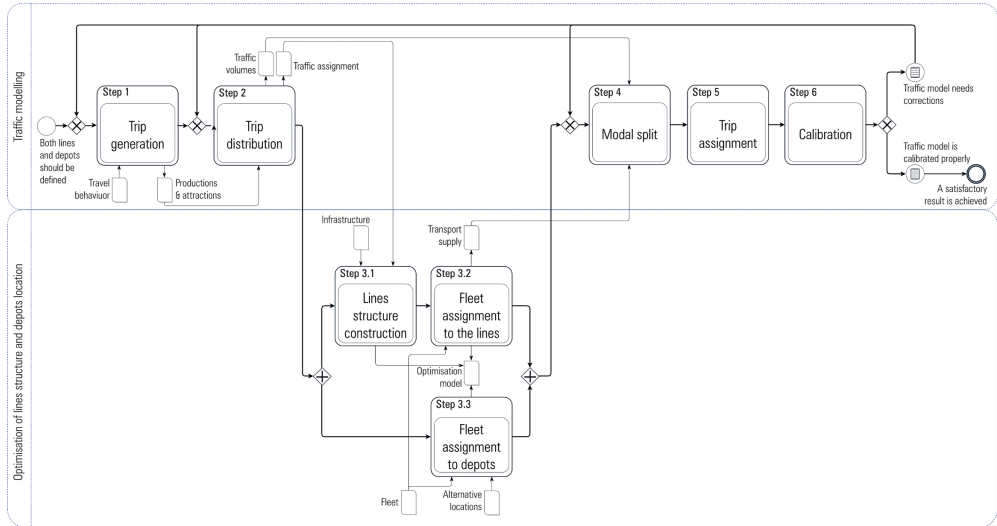 Traffic modelling
Both lines
and depots
should be
defined
Step 1
Trip
generation
Travel
behaviuor
Productions
& attractions
Step 2
Trip
distribution
Traffic
volumes
Traffic assignment
Step 4
Modal split
Step 5
Trip
assignment
Step 6
Calibration
Traffic model needs
corrections
Traffic model is
calibrated properly
A satisfactory
result is achieved
Optimisation of lines structure and depots location
Infrastructure
Step 3.1
Lines
structure
construction
Transport
supply
Step 3.2
Fleet
assignment
to the lines
Optimisation
model
Step 3.3
Fleet
assignment
to depots
Fleet
Alternative
locations